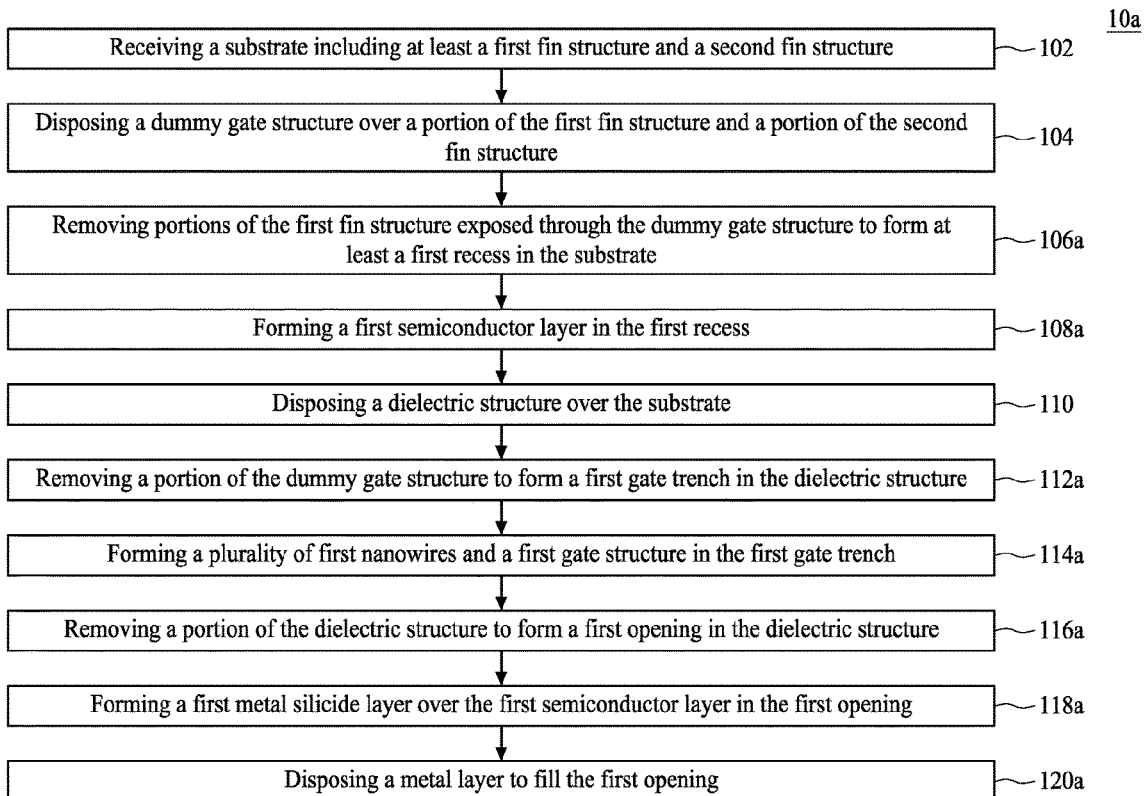 10a
Receiving a substrate including at least a first fin structure and a second fin structure
102
Disposing a dummy gate structure over a portion of the first fin structure and a portion of the second
fin structure
104
Removing portions of the first fin structure exposed through the dummy gate structure to form at
least a first recess in the substrate
106a
Forming a first semiconductor layer in the first recess
108a
Disposing a dielectric structure over the substrate
110
Removing a portion of the dummy gate structure to form a first gate trench in the dielectric structure
112a
Forming a plurality of first nanowires and a first gate structure in the first gate trench
114a
Removing a portion of the dielectric structure to form a first opening in the dielectric structure
116a
Forming a first metal silicide layer over the first semiconductor layer in the first opening
118a
Disposing a metal layer to fill the first opening
120a